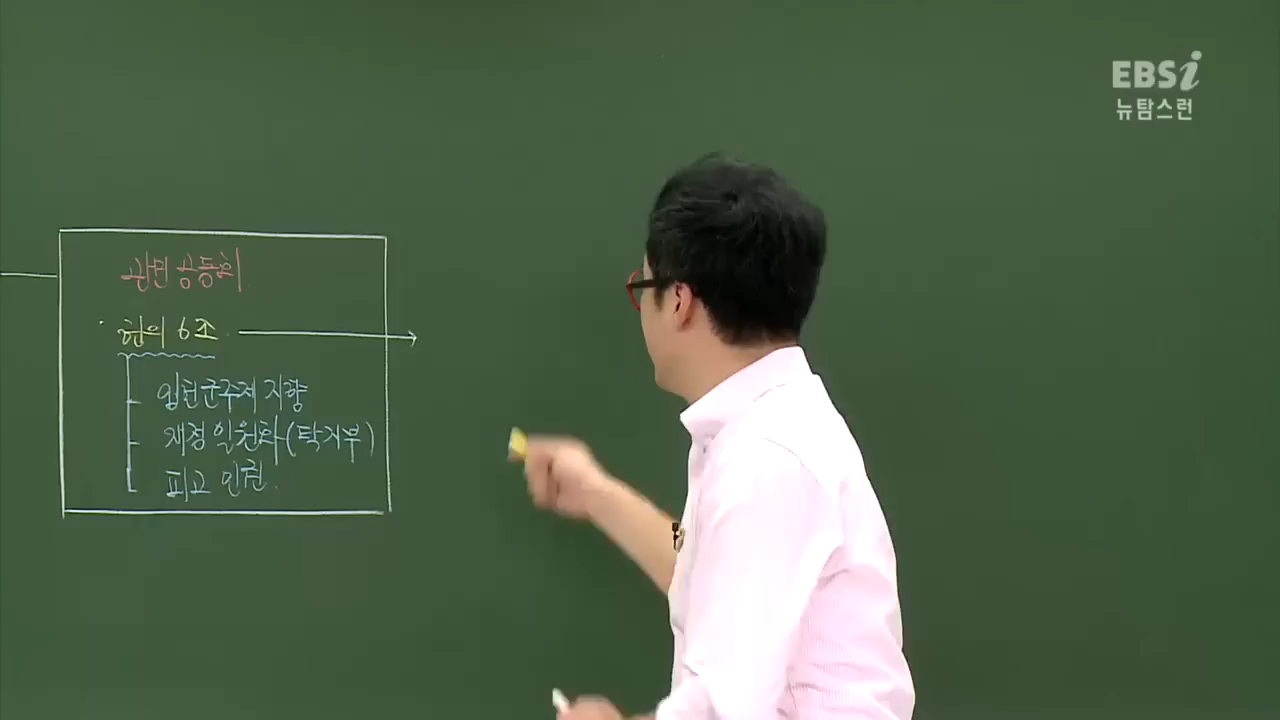 EBSi
뉴탐스런
관민 공동회.
헌의 6조
입헌군주제 지향
재정 일원화 (탁지부)
피고 인권.